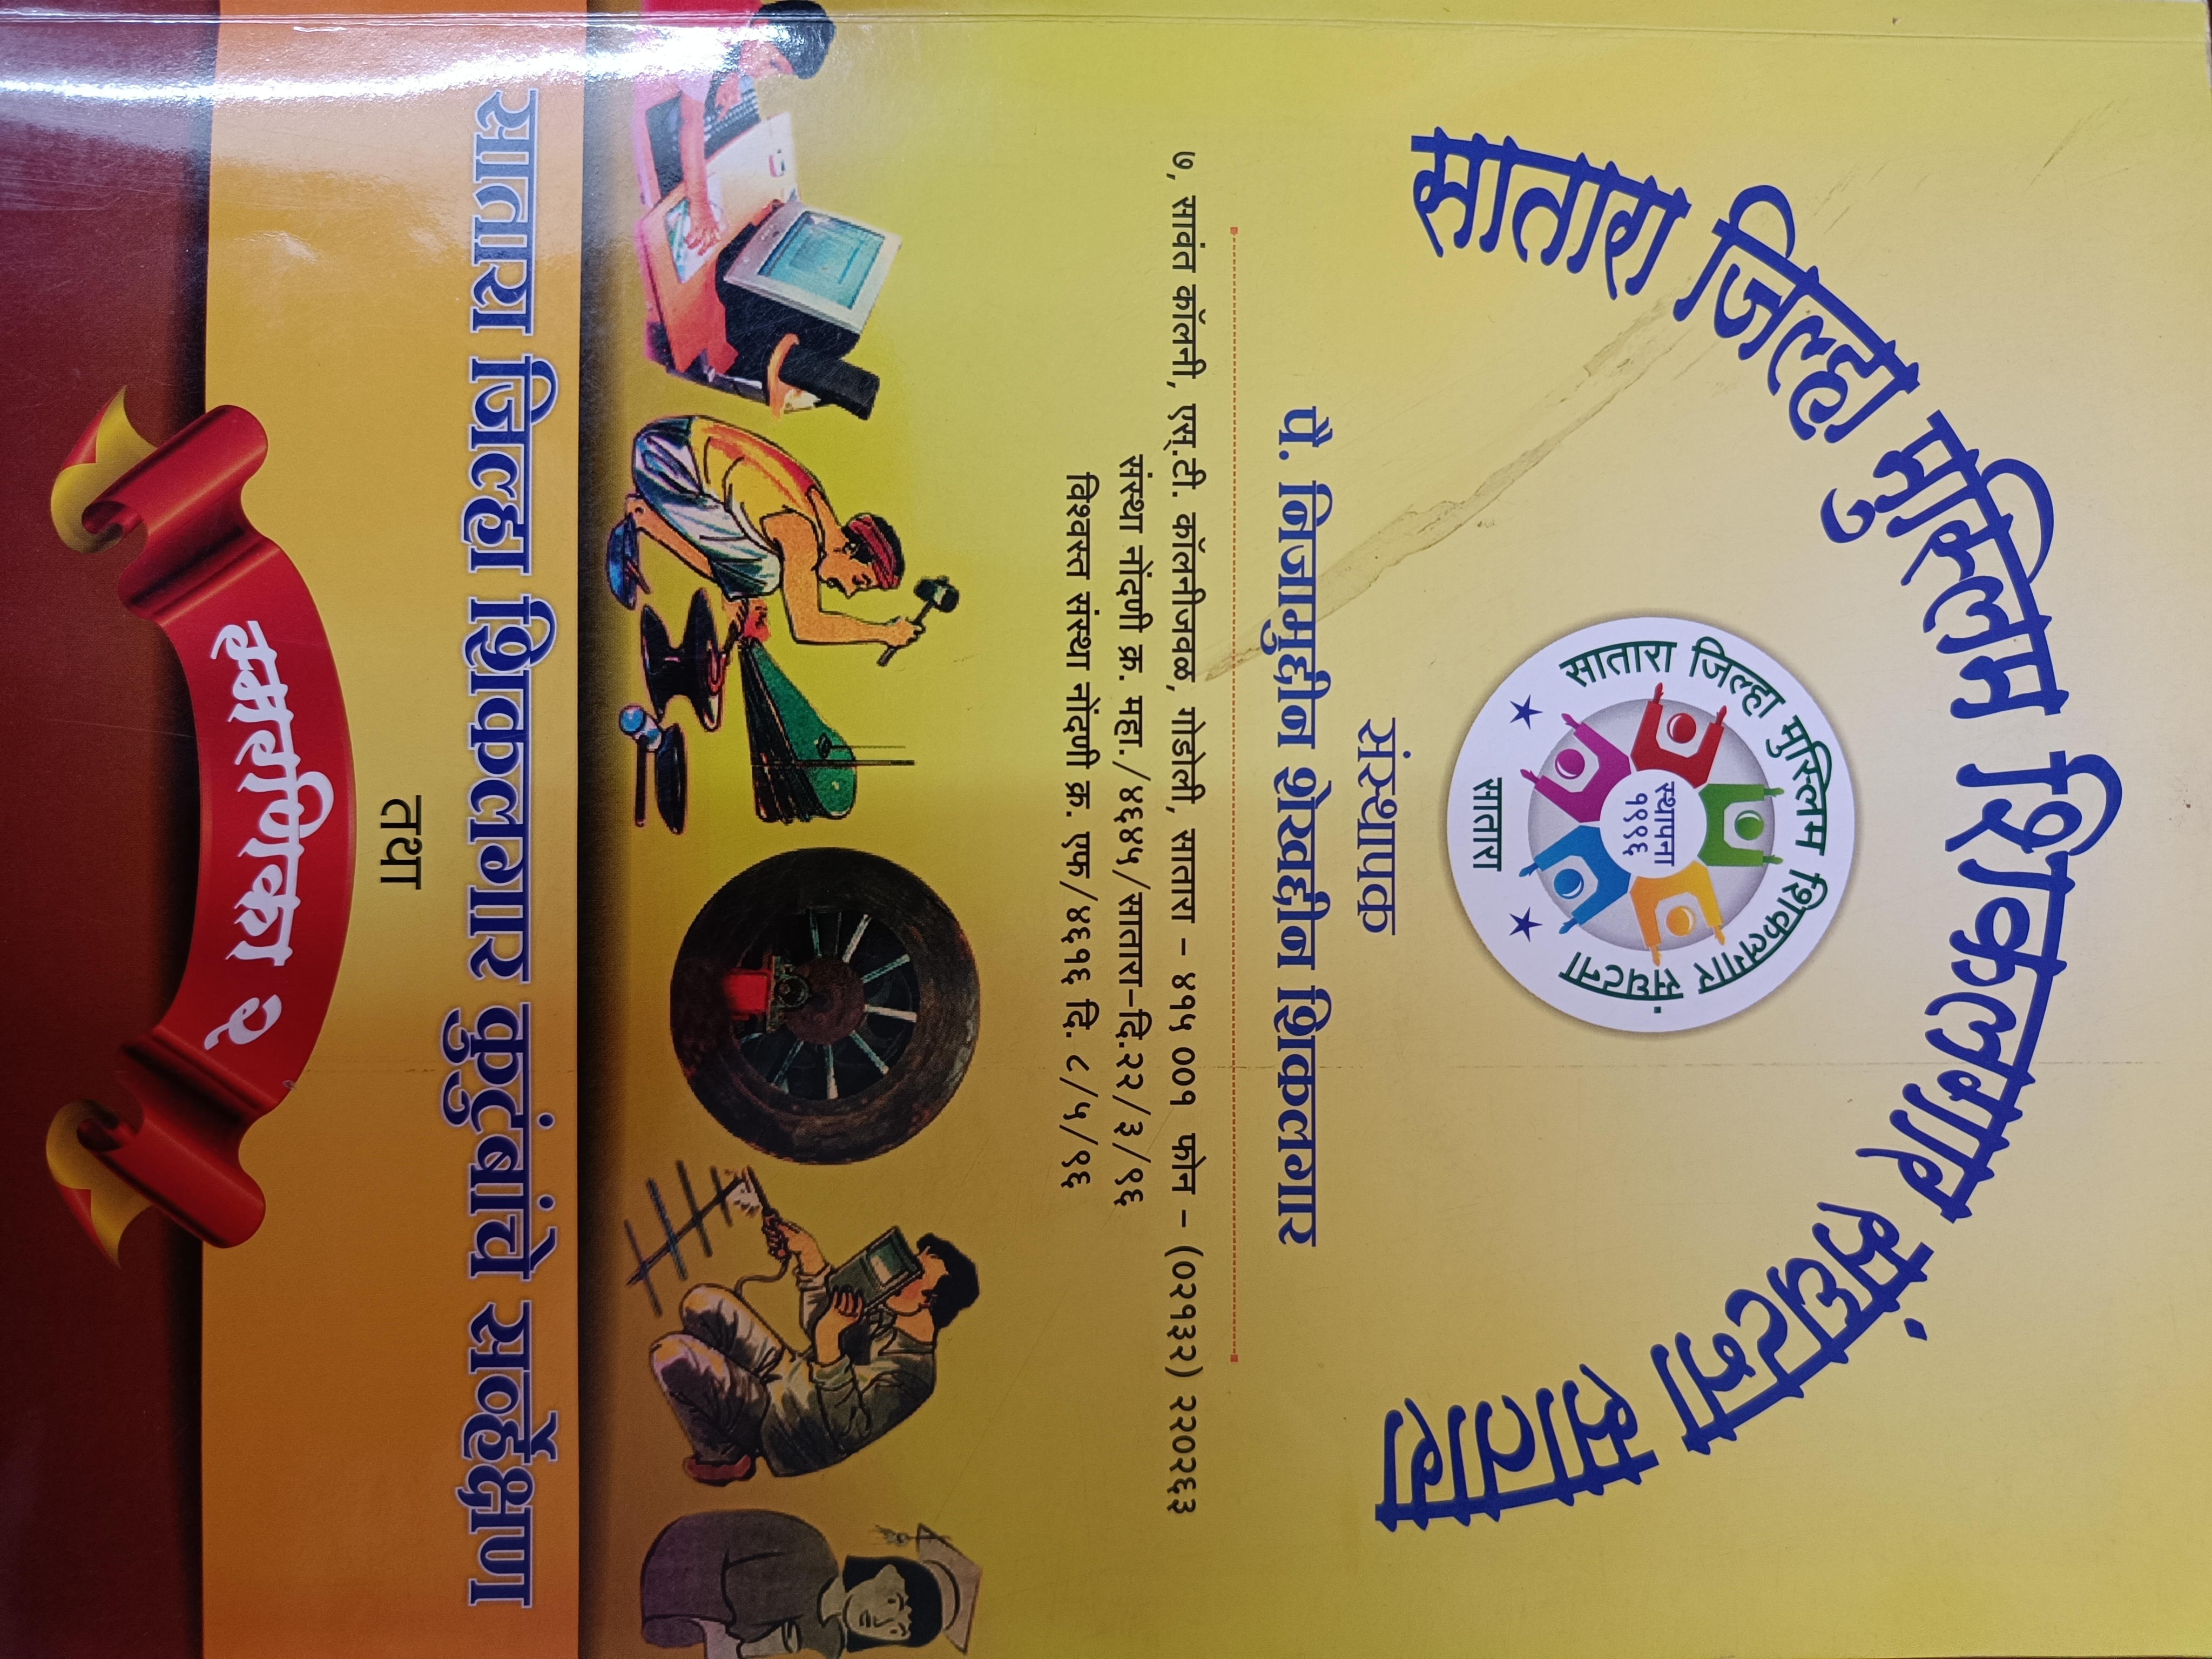 सातारा जिल्हा मुस्लिम शिकलगार संघटना सातारा
सातारा जिल्हा मुस्लिम शिकलगार संघटना
स्थापना
१९९६
सातारा
संस्थापक
पै. निजामुद्दीन शेखद्दीन शिकलगार
७, सावंत कॉलनी, एस्.टी. कॉलनीजवळ, गोडोली, सातारा - ४१५ ००१ फोन - (०२१३२) २२०२६३
संस्था नोंदणी क्र. महा./४६४५/सातारा-दि.२२/३/९६
विश्वस्त संस्था नोंदणी क्र. एफ/४६१६ दि. ८/५/९६
सातारा जिल्हा शिकलगार कुटुंबांचे सर्व्हेक्षण
तथा
स्मरणिका २